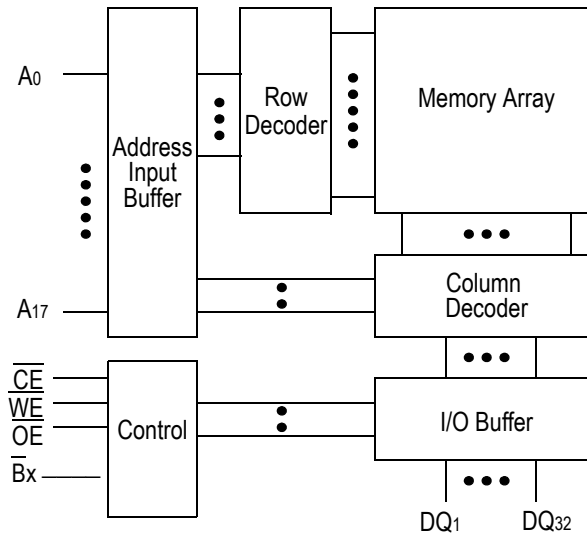 A0
Row
Decoder
Memory Array
Address
Input
Buffer
A17
Column
Decoder
CE
WE
OE
Bx
Control
I/O Buffer
DQ1
DQ32